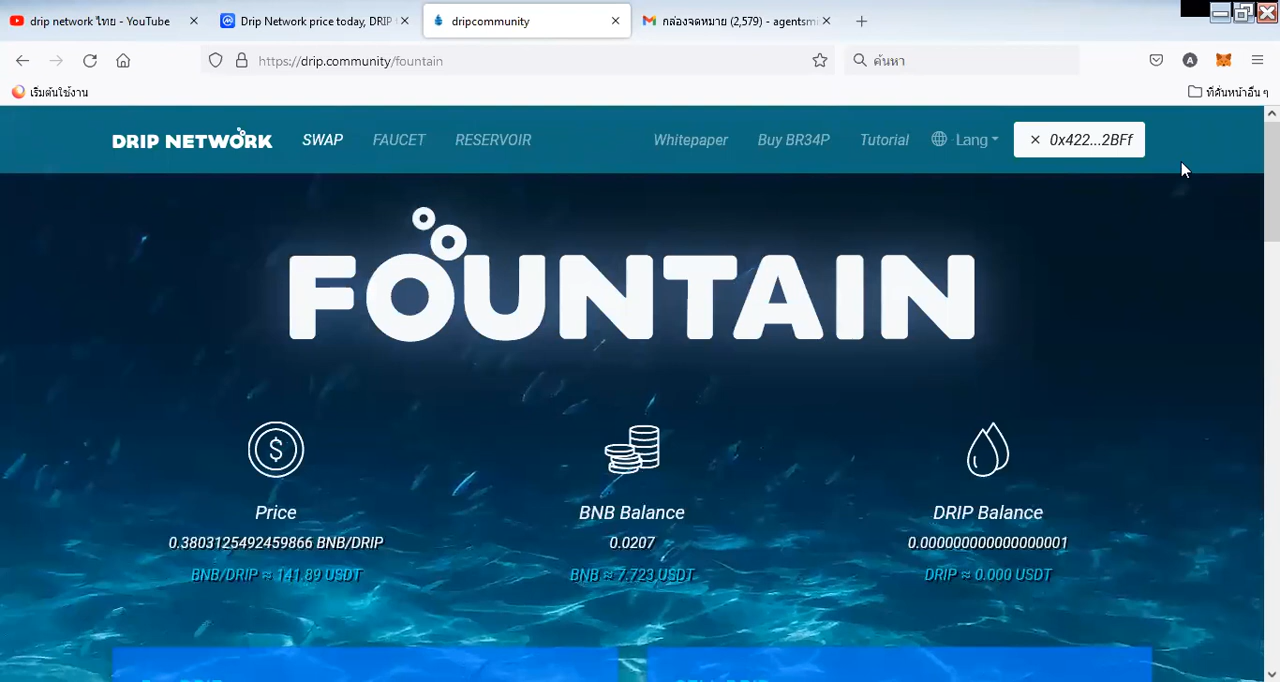 drip network ไทย - YouTube
Drip Network price today, DRIP
dripcommunity
กล่องจดหมาย (2,579) - agentsmi
https://drip.community/fountain
ค้นหา
A
เริ่มต้นใช้งาน
ที่คั่นหน้าอื่น ๆ
DRIP NETWORK
SWAP
FAUCET
RESERVOIR
Whitepaper
Buy BR34P
Tutorial
Lang
× 0x422...2BFf
FOUNTAIN
Price
BNB Balance
DRIP Balance
0.3803125492459866 BNB/DRIP
0.0207
0.000000000000000001
BNB/DRIP ≈ 141.89 USDT
BNB ≈ 7.723 USDT
DRIP ≈ 0.000 USDT